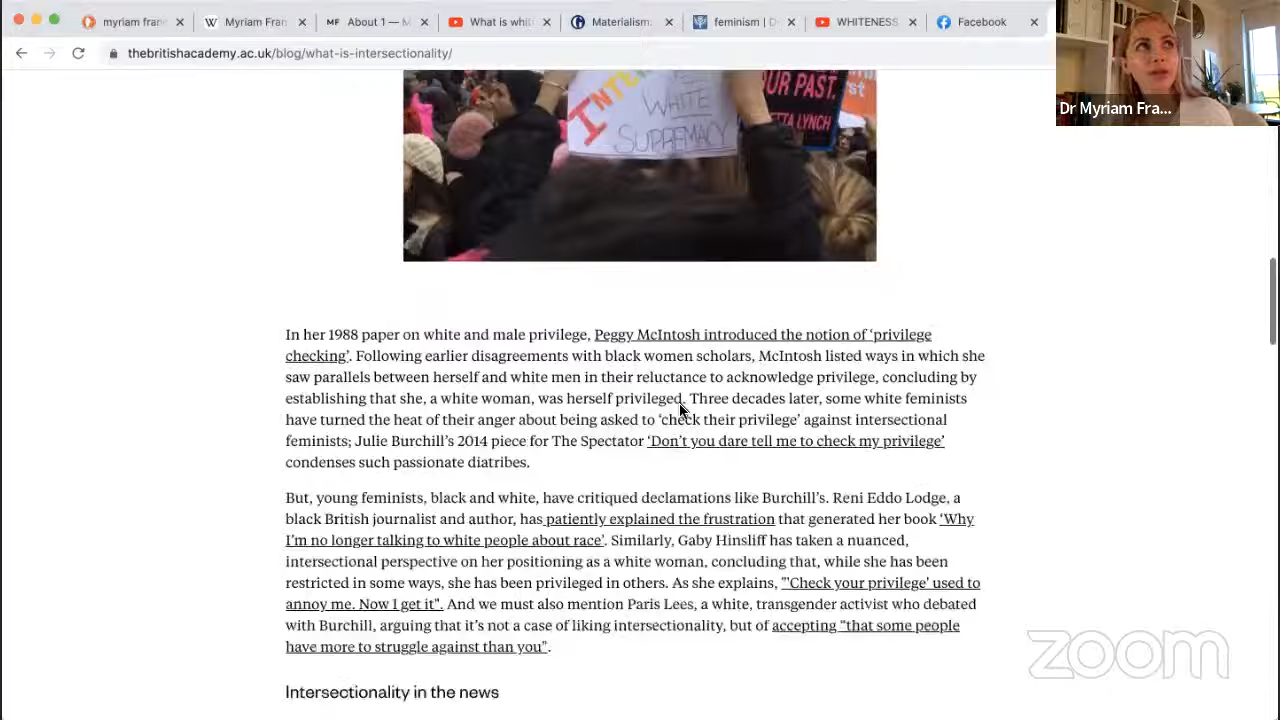 myriam fran
Myriam Fran
MF About 1 — M
What is whit
Materialism:
feminism | D
WHITENESS
Facebook
thebritishacademy.ac.uk/blog/what-is-intersectionality/
Dr Myriam Fra...
OUR PAST.
WHITE
SUPREMACY
TTA LYNCH
In her 1988 paper on white and male privilege, Peggy McIntosh introduced the notion of ‘privilege
checking’. Following earlier disagreements with black women scholars, McIntosh listed ways in which she
saw parallels between herself and white men in their reluctance to acknowledge privilege, concluding by
establishing that she, a white woman, was herself privileged. Three decades later, some white feminists
have turned the heat of their anger about being asked to ‘check their privilege’ against intersectional
feminists; Julie Burchill’s 2014 piece for The Spectator ‘Don’t you dare tell me to check my privilege’
condenses such passionate diatribes.
But, young feminists, black and white, have critiqued declamations like Burchill’s. Reni Eddo Lodge, a
black British journalist and author, has patiently explained the frustration that generated her book ‘Why
I’m no longer talking to white people about race’. Similarly, Gaby Hinsliff has taken a nuanced,
intersectional perspective on her positioning as a white woman, concluding that, while she has been
restricted in some ways, she has been privileged in others. As she explains, "'Check your privilege' used to
annoy me. Now I get it". And we must also mention Paris Lees, a white, transgender activist who debated
with Burchill, arguing that it’s not a case of liking intersectionality, but of accepting “that some people
have more to struggle against than you”.
zoom
Intersectionality in the news